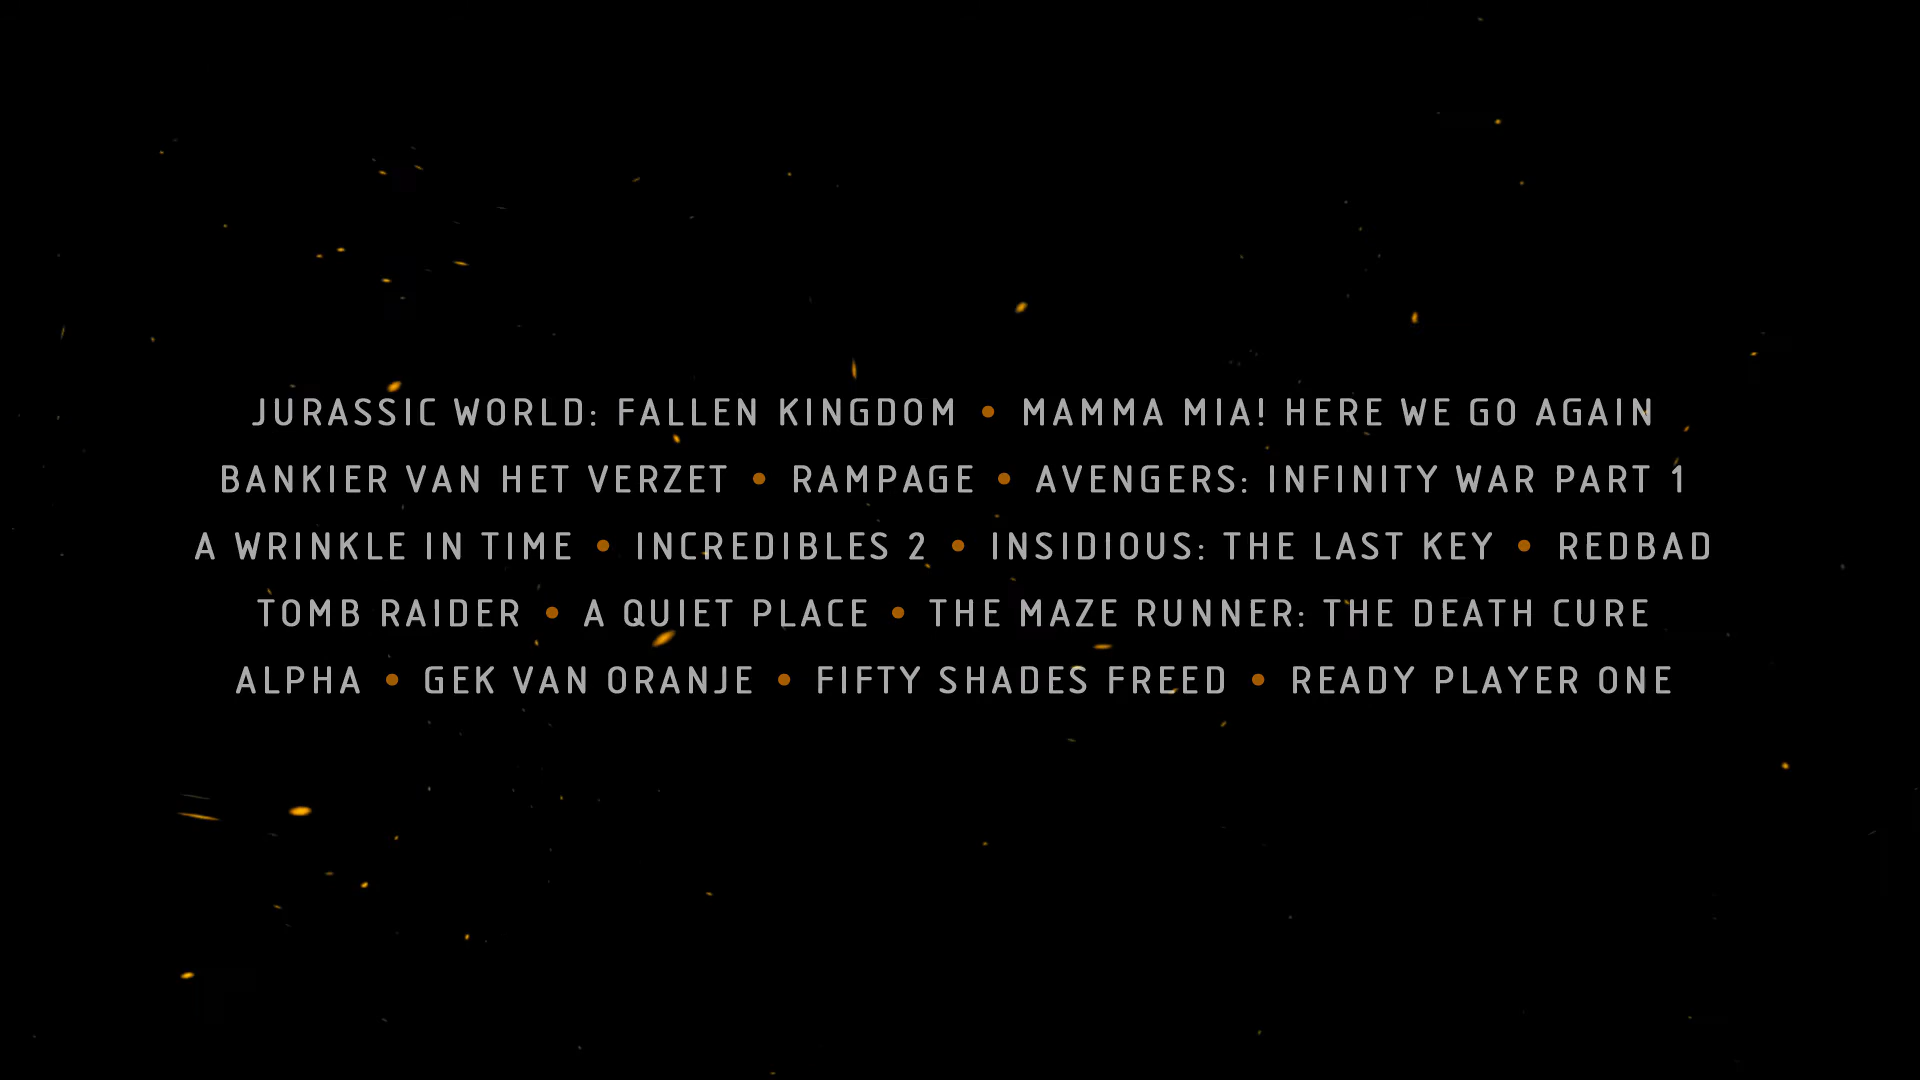 JURASSIC WORLD: FALLEN KINGDOM • MAMMA MIA! HERE WE GO AGAIN
BANKIER VAN HET VERZET • RAMPAGE • AVENGERS: INFINITY WAR PART 1
A WRINKLE IN TIME • INCREDIBLES 2 • INSIDIOUS: THE LAST KEY • REDBAD
TOMB RAIDER • A QUIET PLACE • THE MAZE RUNNER: THE DEATH CURE
ALPHA • GEK VAN ORANJE • FIFTY SHADES FREED • READY PLAYER ONE